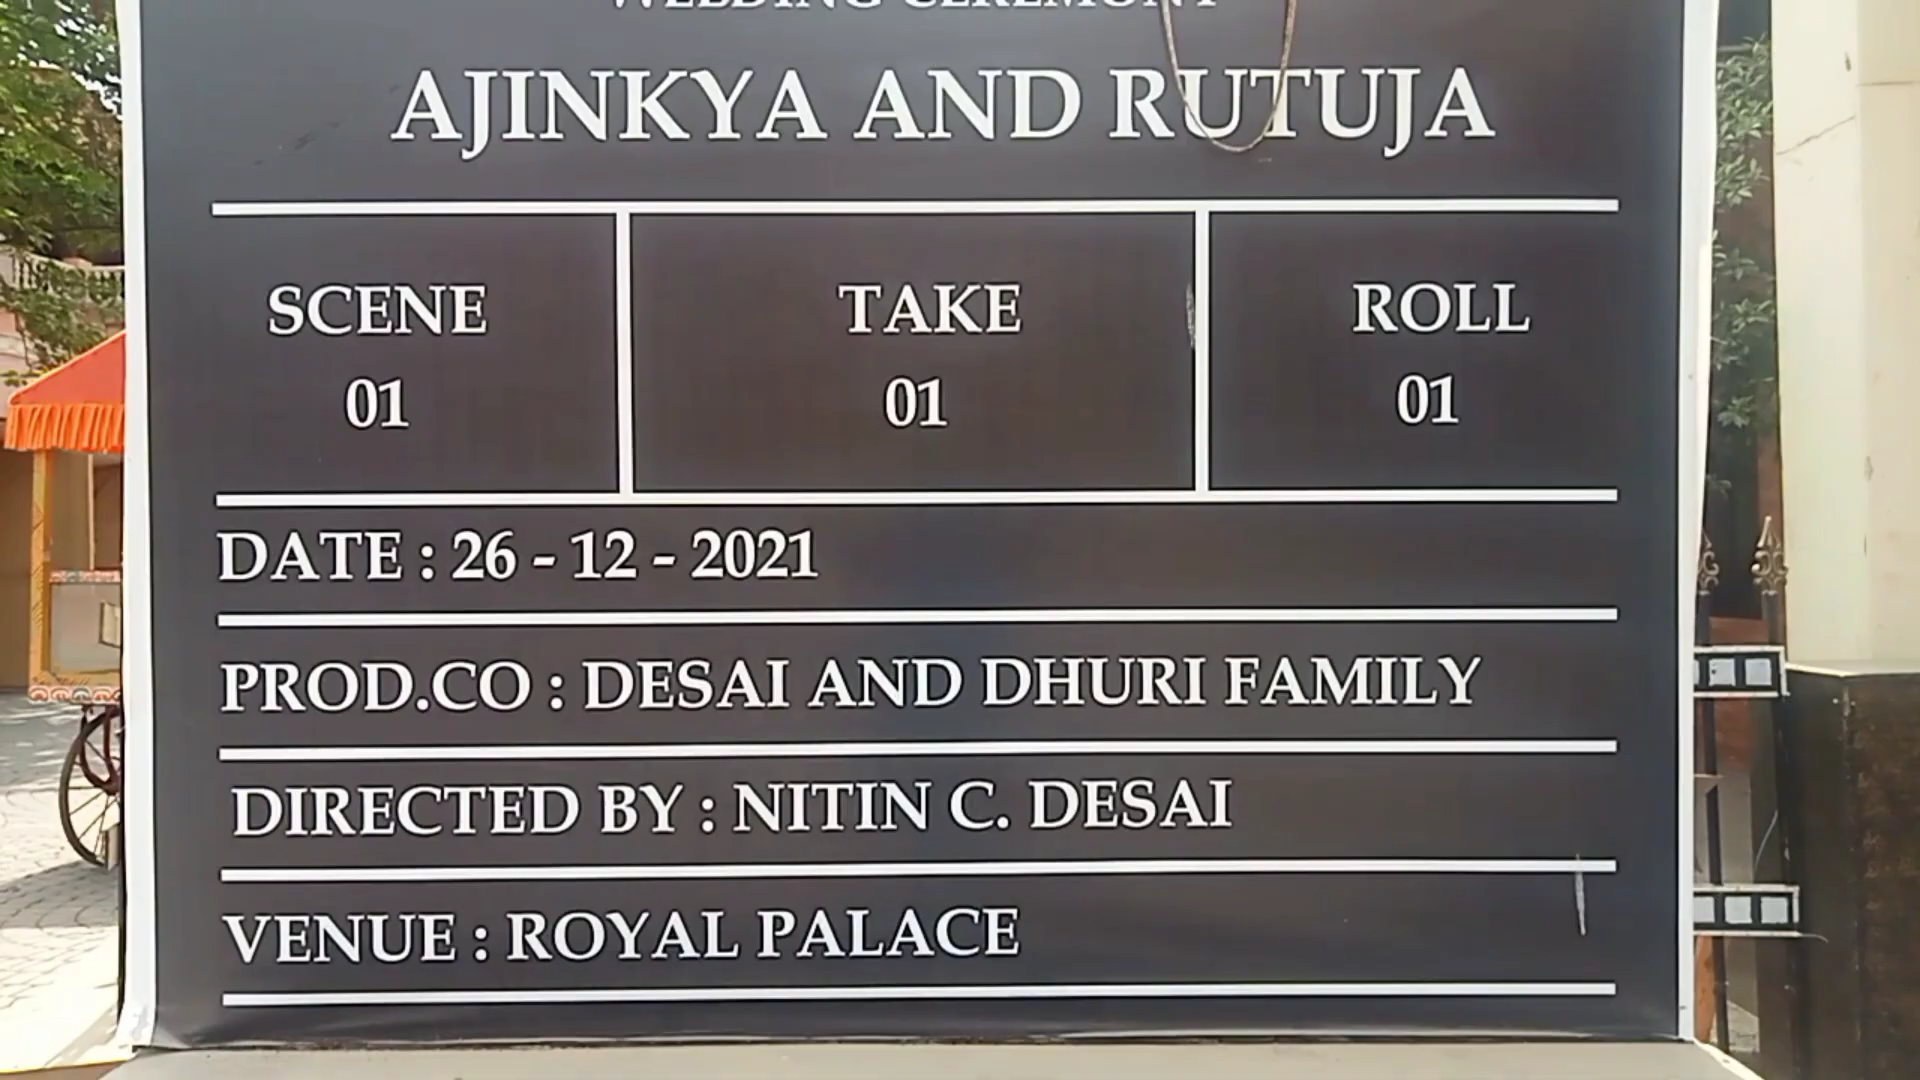 WEDDING CEREMONY
AJINKYA AND RUTUJA
SCENE TAKE ROLL
01 01 01
DATE : 26 - 12 - 2021
PROD.CO : DESAI AND DHURI FAMILY
DIRECTED BY : NITIN C. DESAI
VENUE : ROYAL PALACE